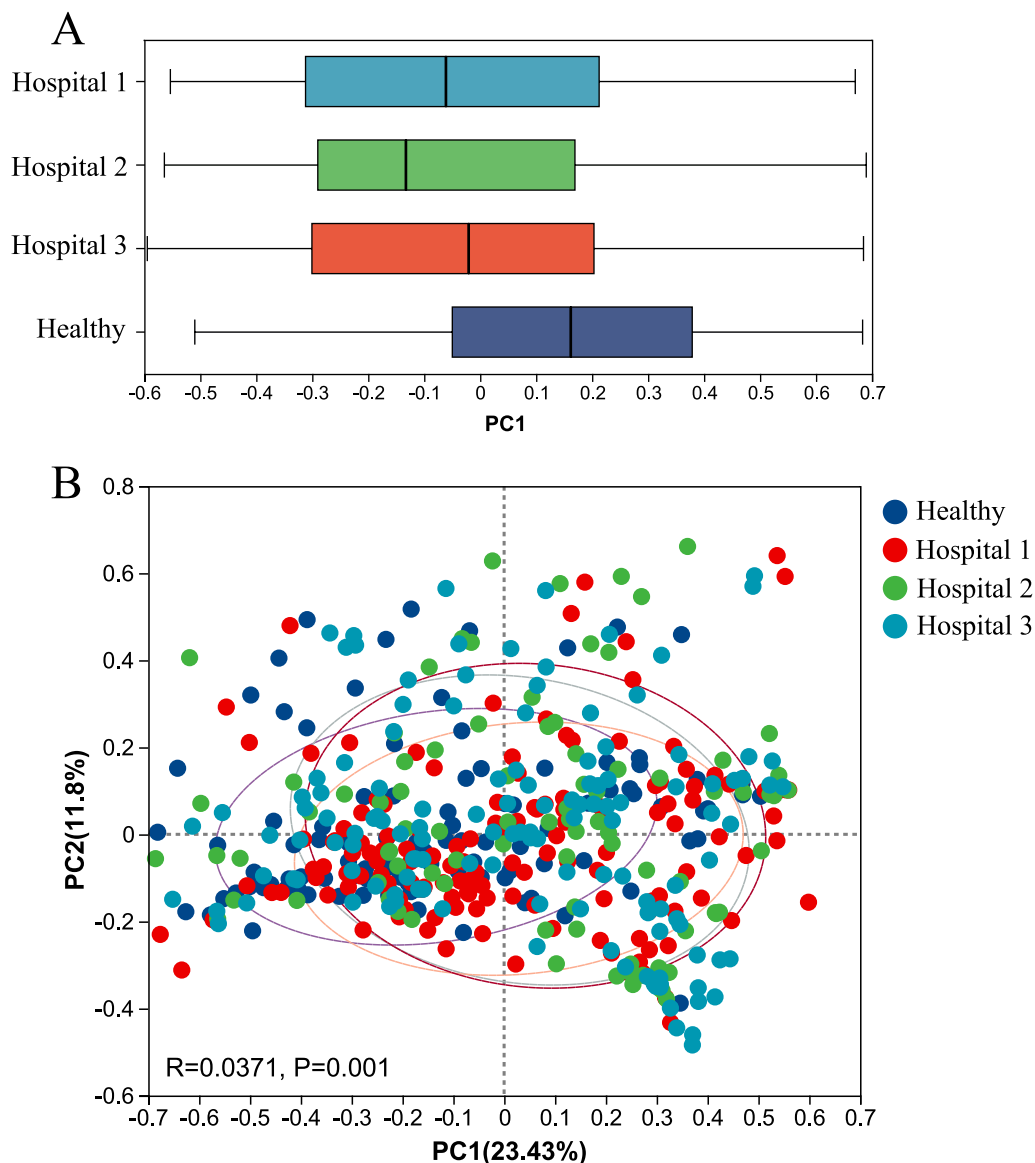 A
Hospital 1
Hospital 2
Hospital 3
Healthy
-0.6 -0.5 -0.4 -0.3 -0.2 -0.1 0 0.1 0.2 0.3 0.4 0.5 0.6 0.7
PC1
B
0.8
0.6
0.4
0.2
0
-0.2
-0.4
-0.6
PC2(11.8%)
Healthy
Hospital 1
Hospital 2
Hospital 3
R=0.0371, P=0.001
-0.7 -0.6 -0.5 -0.4 -0.3 -0.2 -0.1 0 0.1 0.2 0.3 0.4 0.5 0.6 0.7
PC1(23.43%)